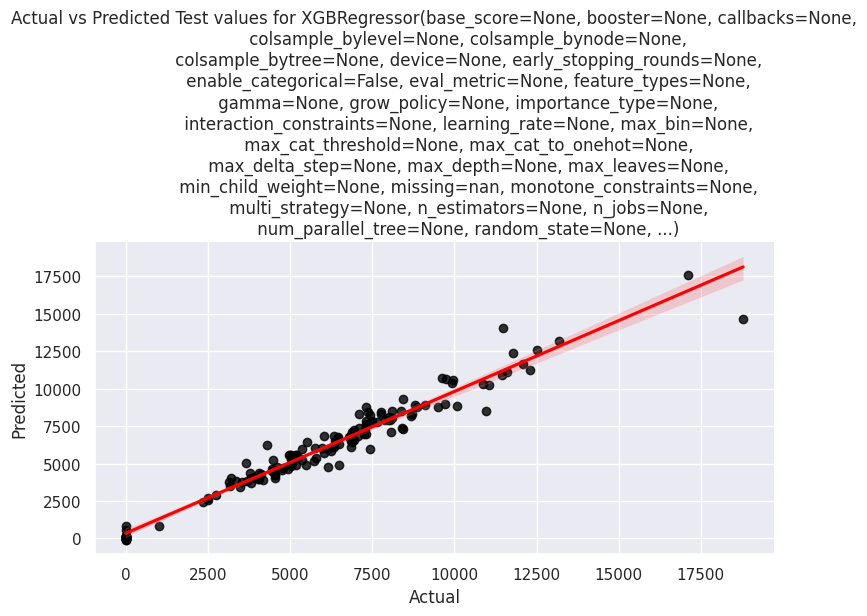 Actual vs Predicted Test values for XGBRegressor(base_score=None, booster=None, callbacks=None,
colsample_bylevel=None, colsample_bynode=None,
colsample_bytree=None, device=None, early_stopping_rounds=None,
enable_categorical=False, eval_metric=None, feature_types=None,
gamma=None, grow_policy=None, importance_type=None,
interaction_constraints=None, learning_rate=None, max_bin=None,
max_cat_threshold=None, max_cat_to_onehot=None,
max_delta_step=None, max_depth=None, max_leaves=None,
min_child_weight=None, missing=nan, monotone_constraints=None,
multi_strategy=None, n_estimators=None, n_jobs=None,
num_parallel_tree=None, random_state=None, ...)
Predicted
17500
15000
12500
10000
7500
5000
2500
0
0 2500 5000 7500 10000 12500 15000 17500
Actual